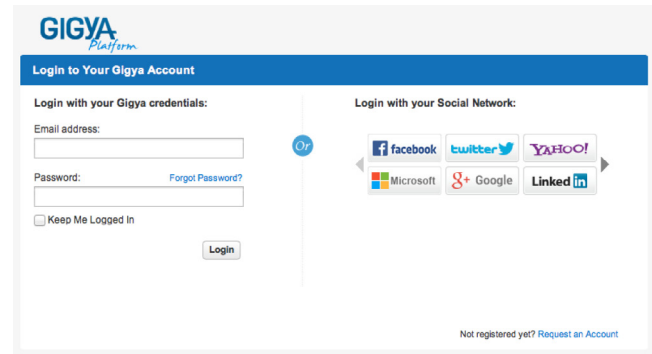 GIGYA
Platform
Login to Your Gigya Account
Login with your Gigya credentials:
Email address:
Password:
Forgot Password?
Keep Me Logged In
Login
Or
Login with your Social Network:
facebook
twitter
YAHOO!
Microsoft
g+ Google
Linked in
Not registered yet? Request an Account